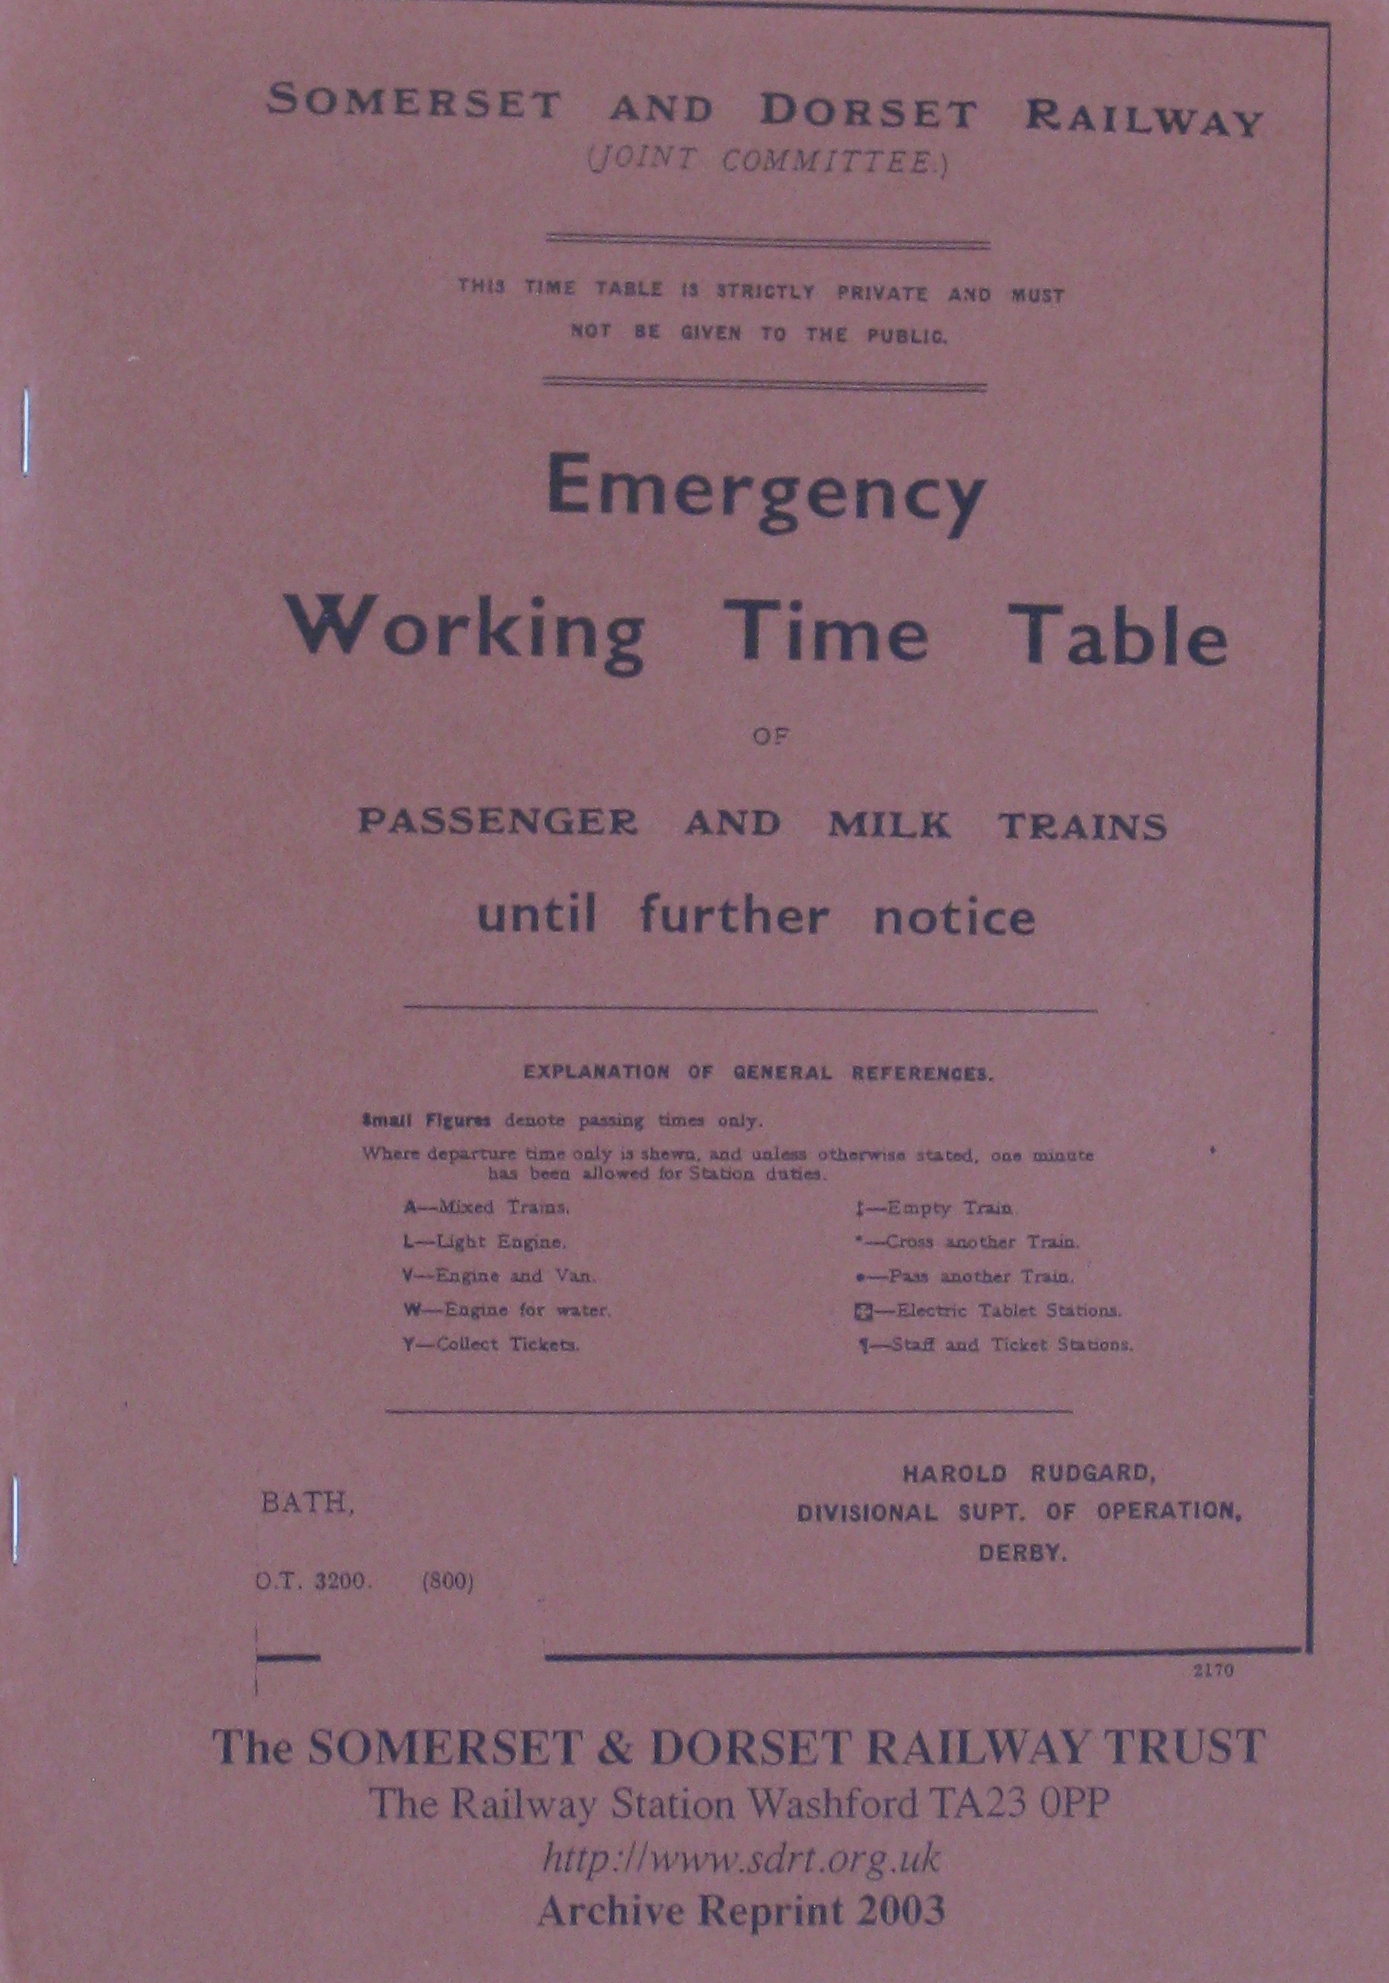 SOMERSET AND DORSET RAILWAY
(JOINT COMMITTEE.)
THIS TIME TABLE IS STRICTLY PRIVATE AND MUST
NOT BE GIVEN TO THE PUBLIC.
Emergency
Working Time Table
OF
PASSENGER AND MILK TRAINS
until further notice
EXPLANATION OF GENERAL REFERENCES.
Small Figures denote passing times only.
Where departure time only is shewn, and unless otherwise stated, one minute
has been allowed for Station duties.
A—Mixed Trains. ‡—Empty Train.
L—Light Engine. *—Cross another Train.
V—Engine and Van. ●—Pass another Train.
W—Engine for water. ⊞—Electric Tablet Stations.
Y—Collect Tickets. ¶—Staff and Ticket Stations.
HAROLD RUDGARD,
BATH, DIVISIONAL SUPT. OF OPERATION,
DERBY.
O.T. 3200. (800)
2170
The SOMERSET & DORSET RAILWAY TRUST
The Railway Station Washford TA23 0PP
http://www.sdrt.org.uk
Archive Reprint 2003